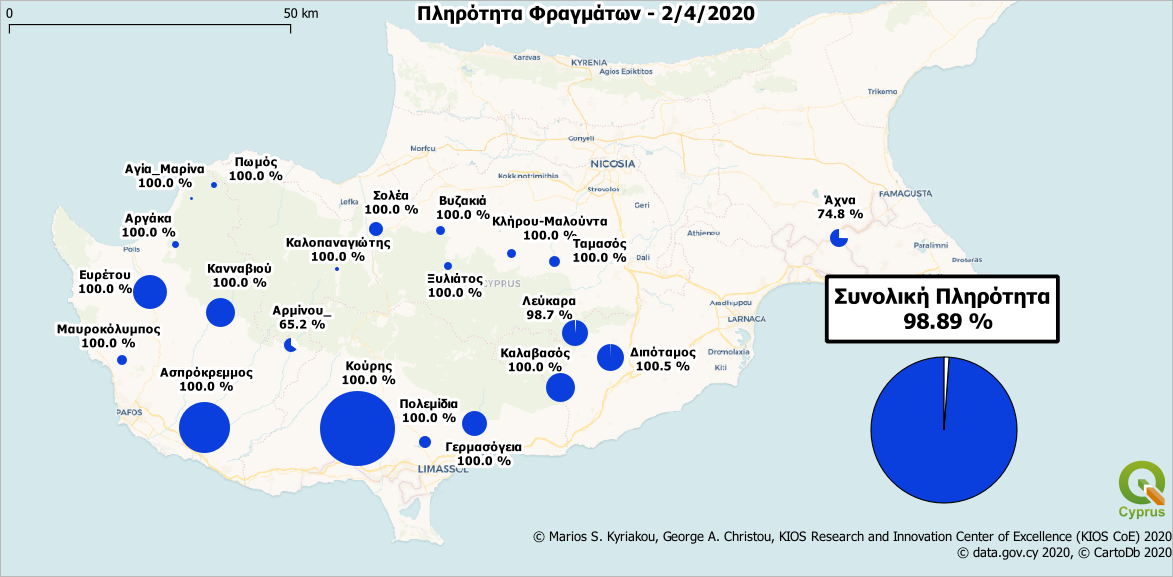 0 50 km
Πληρότητα Φραγμάτων - 2/4/2020
Karavas
KYRENIA
Agios Epiktitos
Trikomo
Gonyeli
Morfou
NICOSIA
Kokkinotrimithia
Strovolos
Lefka
Geri
FAMAGUSTA
Athienou
Paralimni
Protaras
Dali
Polis
CYPRUS
Aradhippou
LARNACA
Dromolaxia
Kiti
PAFOS
LIMASSOL
Αγία_Μαρίνα
100.0 %
Πωμός
100.0 %
Αργάκα
100.0 %
Σολέα
100.0 %
Βυζακιά
100.0 %
Κλήρου-Μαλούντα
100.0 %
Ταμασός
100.0 %
Άχνα
74.8 %
Καλοπαναγιώτης
100.0 %
Ξυλιάτος
100.0 %
Ευρέτου
100.0 %
Κανναβιού
100.0 %
Λεύκαρα
98.7 %
Αρμίνου_
65.2 %
Μαυροκόλυμπος
100.0 %
Διπόταμος
100.5 %
Καλαβασός
100.0 %
Ασπρόκρεμμος
100.0 %
Κούρης
100.0 %
Πολεμίδια
100.0 %
Γερμασόγεια
100.0 %
Συνολική Πληρότητα
98.89 %
Cyprus
© Marios S. Kyriakou, George A. Christou, KIOS Research and Innovation Center of Excellence (KIOS CoE) 2020
© data.gov.cy 2020, © CartoDb 2020